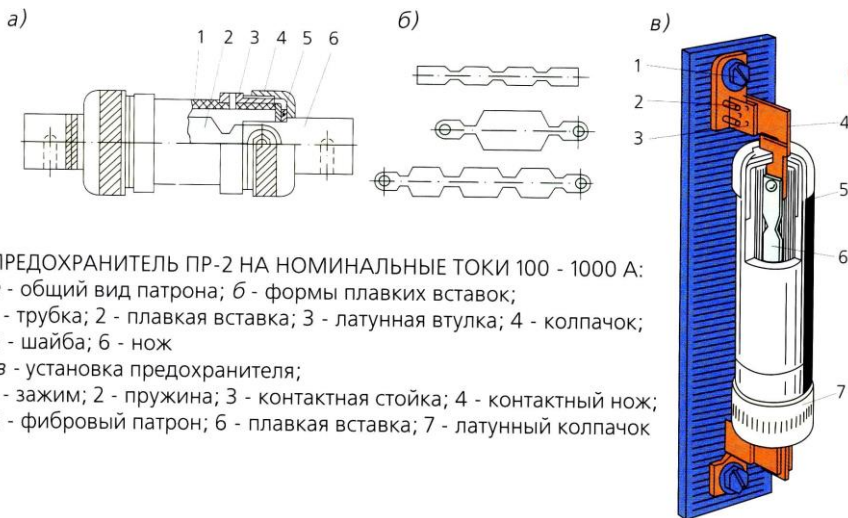 а)
1 2 3 4 5 6
б)
в)
1
2
3
4
5
6
7
ПРЕДОХРАНИТЕЛЬ ПР-2 НА НОМИНАЛЬНЫЕ ТОКИ 100 - 1000 А:
- общий вид патрона; б - формы плавких вставок;
- трубка; 2 - плавкая вставка; 3 - латунная втулка; 4 - колпачок;
- шайба; 6 - нож
в - установка предохранителя;
- зажим; 2 - пружина; 3 - контактная стойка; 4 - контактный нож;
- фибровый патрон; 6 - плавкая вставка; 7 - латунный колпачок